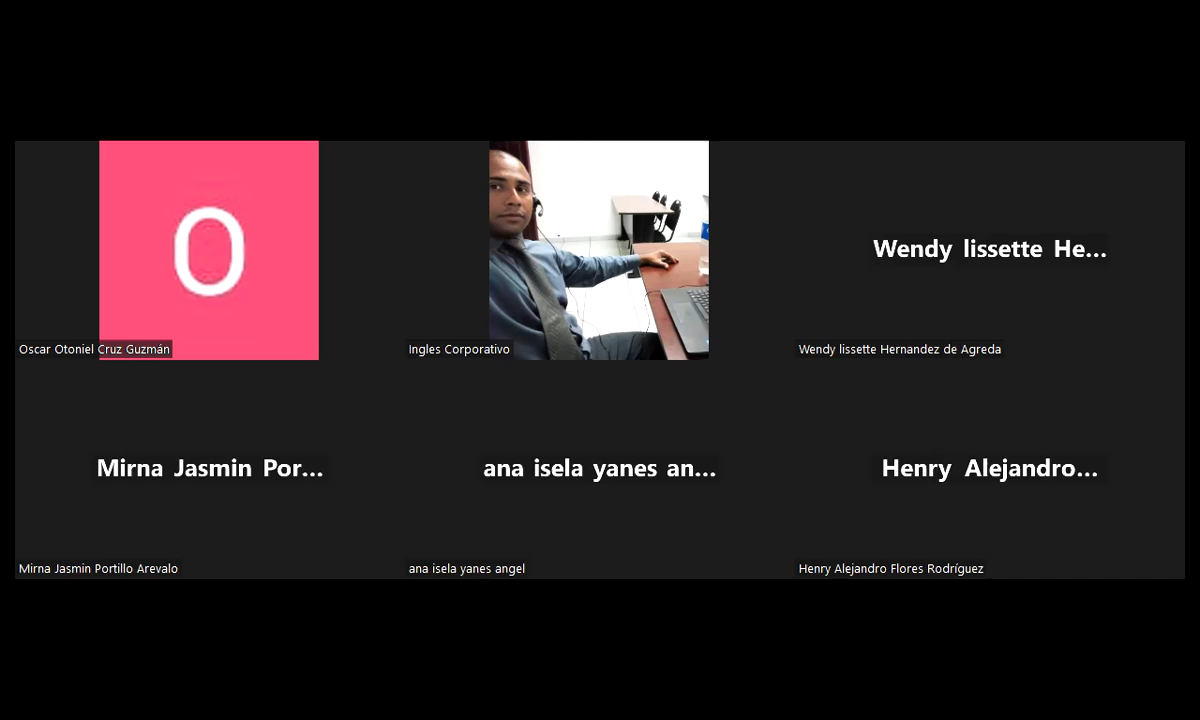 O
Oscar Otoniel Cruz Guzmán
Ingles Corporativo
Wendy lissette He...
Wendy lissette Hernandez de Agreda
Mirna Jasmin Por...
Mirna Jasmin Portillo Arevalo
ana isela yanes an...
ana isela yanes angel
Henry Alejandro...
Henry Alejandro Flores Rodríguez